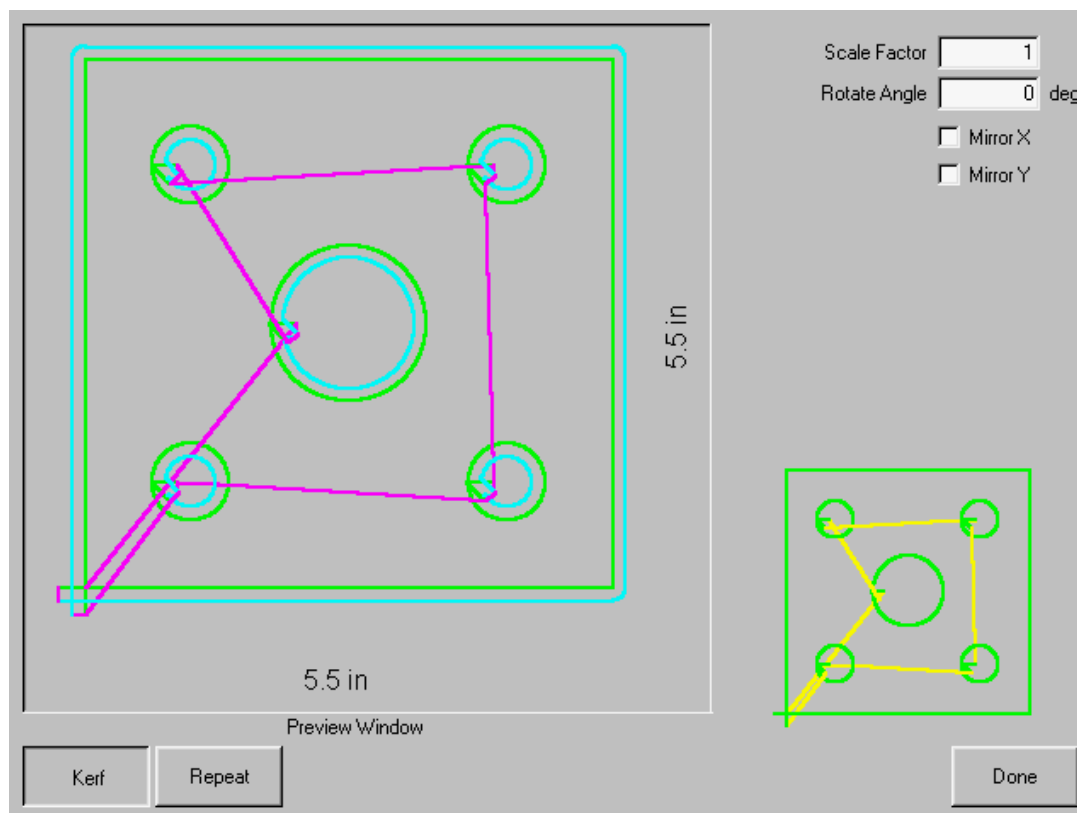 Scale Factor 1
Rotate Angle 0 deg
Mirror X
Mirror Y
5.5 in
5.5 in
Preview Window
Kerf Repeat Done